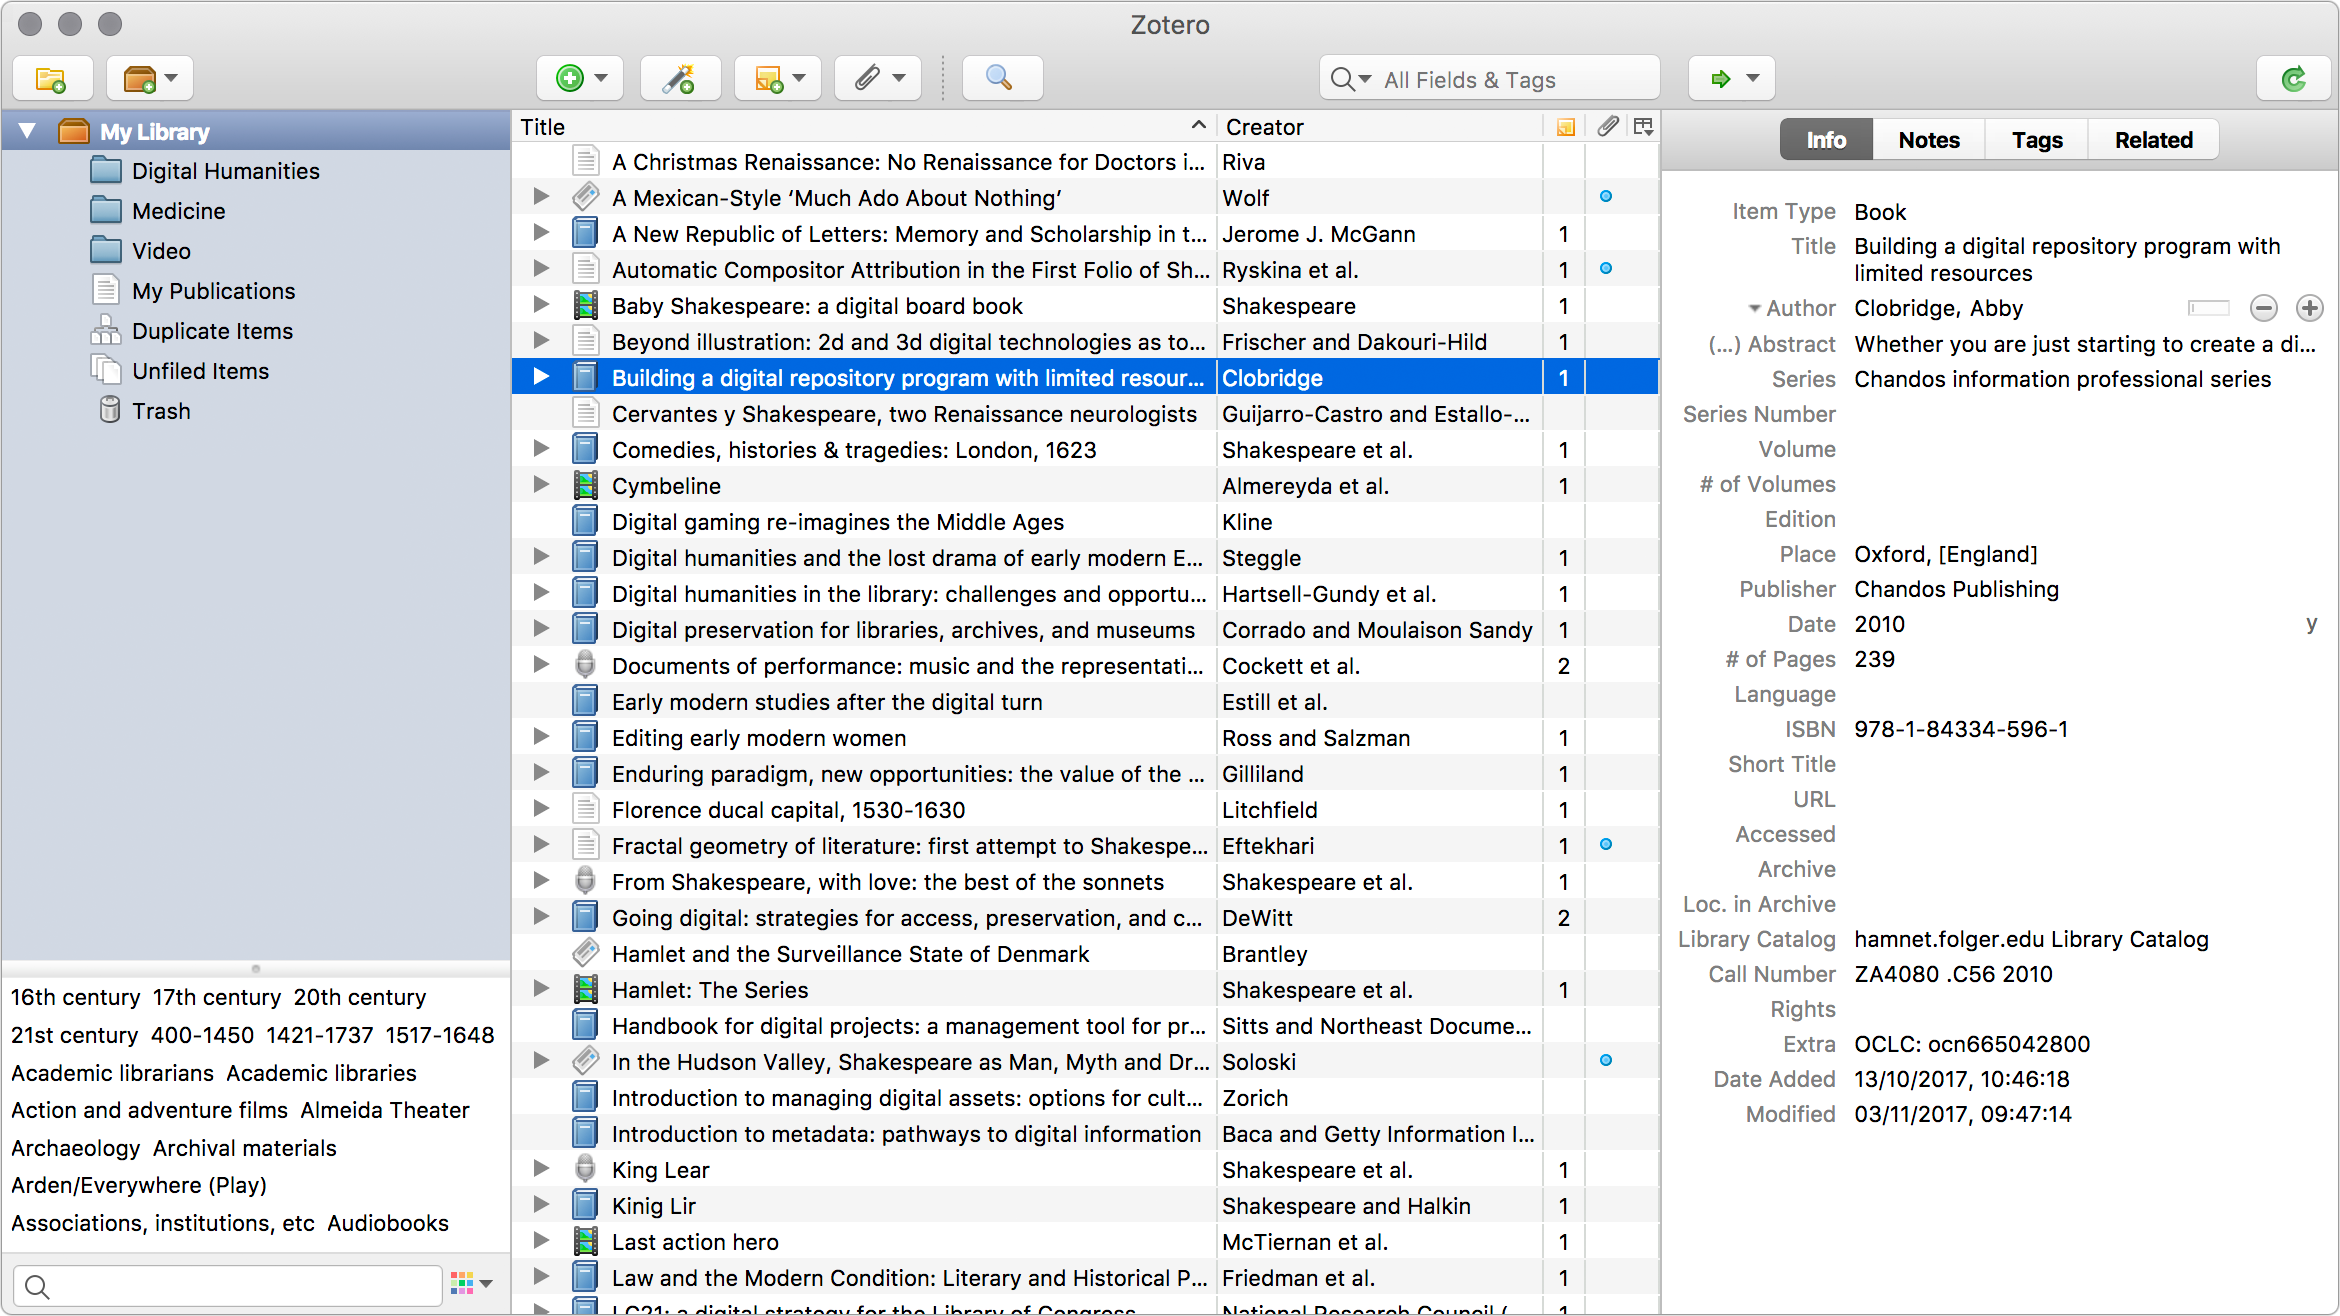 Zotero
All Fields & Tags
My Library
Digital Humanities
Medicine
Video
My Publications
Duplicate Items
Unfiled Items
Trash
16th century 17th century 20th century
21st century 400-1450 1421-1737 1517-1648
Academic librarians Academic libraries
Action and adventure films Almeida Theater
Archaeology Archival materials
Arden/Everywhere (Play)
Associations, institutions, etc Audiobooks
Title Creator
A Christmas Renaissance: No Renaissance for Doctors i... Riva
A Mexican-Style ‘Much Ado About Nothing’ Wolf
A New Republic of Letters: Memory and Scholarship in t... Jerome J. McGann 1
Automatic Compositor Attribution in the First Folio of Sh... Ryskina et al. 1
Baby Shakespeare: a digital board book Shakespeare 1
Beyond illustration: 2d and 3d digital technologies as to... Frischer and Dakouri-Hild 1
Building a digital repository program with limited resour... Clobridge 1
Cervantes y Shakespeare, two Renaissance neurologists Guijarro-Castro and Estallo-...
Comedies, histories & tragedies: London, 1623 Shakespeare et al. 1
Cymbeline Almereyda et al. 1
Digital gaming re-imagines the Middle Ages Kline
Digital humanities and the lost drama of early modern E... Steggle 1
Digital humanities in the library: challenges and opportu... Hartsell-Gundy et al. 1
Digital preservation for libraries, archives, and museums Corrado and Moulaison Sandy 1
Documents of performance: music and the representati... Cockett et al. 2
Early modern studies after the digital turn Estill et al.
Editing early modern women Ross and Salzman 1
Enduring paradigm, new opportunities: the value of the ... Gilliland 1
Florence ducal capital, 1530-1630 Litchfield 1
Fractal geometry of literature: first attempt to Shakespe... Eftekhari 1
From Shakespeare, with love: the best of the sonnets Shakespeare et al. 1
Going digital: strategies for access, preservation, and c... DeWitt 2
Hamlet and the Surveillance State of Denmark Brantley
Hamlet: The Series Shakespeare et al. 1
Handbook for digital projects: a management tool for pr... Sitts and Northeast Docume...
In the Hudson Valley, Shakespeare as Man, Myth and Dr... Soloski
Introduction to managing digital assets: options for cult... Zorich
Introduction to metadata: pathways to digital information Baca and Getty Information I...
King Lear Shakespeare et al. 1
Kinig Lir Shakespeare and Halkin 1
Last action hero McTiernan et al. 1
Law and the Modern Condition: Literary and Historical P... Friedman et al. 1
LC21: a digital strategy for the Library of Congress National Research Council ( 1
Info Notes Tags Related
Item Type Book
Title Building a digital repository program with
limited resources
Author Clobridge, Abby
(...) Abstract Whether you are just starting to create a di...
Series Chandos information professional series
Series Number
Volume
# of Volumes
Edition
Place Oxford, [England]
Publisher Chandos Publishing
Date 2010 y
# of Pages 239
Language
ISBN 978-1-84334-596-1
Short Title
URL
Accessed
Archive
Loc. in Archive
Library Catalog hamnet.folger.edu Library Catalog
Call Number ZA4080 .C56 2010
Rights
Extra OCLC: ocn665042800
Date Added 13/10/2017, 10:46:18
Modified 03/11/2017, 09:47:14